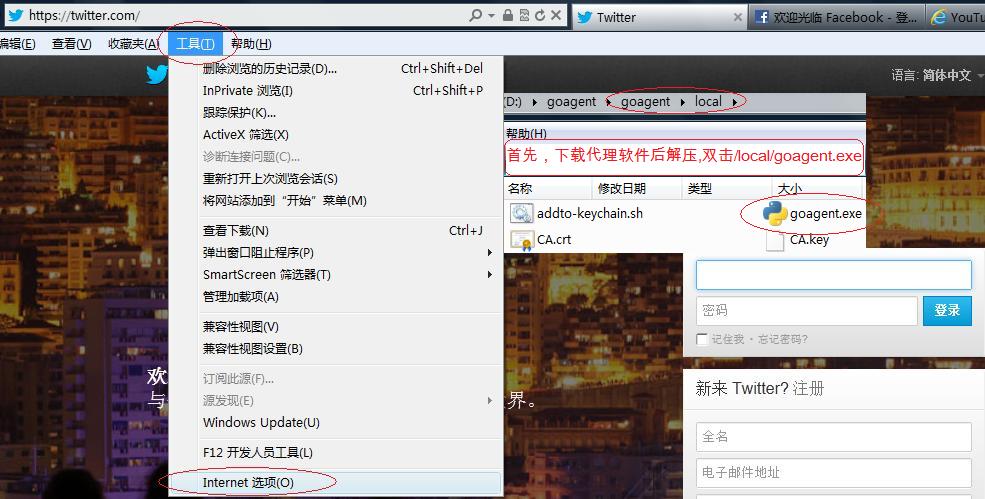 https://twitter.com/
Twitter
欢迎光临 Facebook - 登...
YouTu
编辑(E) 查看(V) 收藏夹(A) 工具(T) 帮助(H)
语言: 简体中文
删除浏览的历史记录(D)... Ctrl+Shift+Del
InPrivate 浏览(I) Ctrl+Shift+P
跟踪保护(K)...
ActiveX 筛选(X)
诊断连接问题(C)...
重新打开上次浏览会话(S)
将网站添加到“开始”菜单(M)
查看下载(N) Ctrl+J
弹出窗口阻止程序(P)
SmartScreen 筛选器(T)
管理加载项(A)
兼容性视图(V)
兼容性视图设置(B)
订阅此源(F)...
源发现(E)
Windows Update(U)
F12 开发人员工具(L)
Internet 选项(O)
(D:) goagent goagent local
帮助(H)
首先，下载代理软件后解压,双击/local/goagent.exe
名称 修改日期 类型 大小
addto-keychain.sh goagent.exe
CA.crt CA.key
密码 登录
记住我 · 忘记密码?
欢
与
界。
新来 Twitter? 注册
全名
电子邮件地址